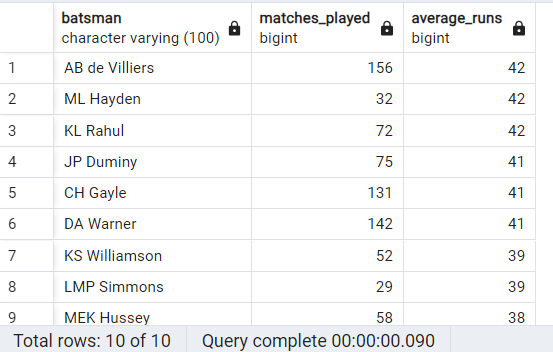 batsman matches_played average_runs
character varying (100) bigint bigint
1 AB de Villiers 156 42
2 ML Hayden 32 42
3 KL Rahul 72 42
4 JP Duminy 75 41
5 CH Gayle 131 41
6 DA Warner 142 41
7 KS Williamson 52 39
8 LMP Simmons 29 39
9 MEK Hussey 58 38
Total rows: 10 of 10 Query complete 00:00:00.090